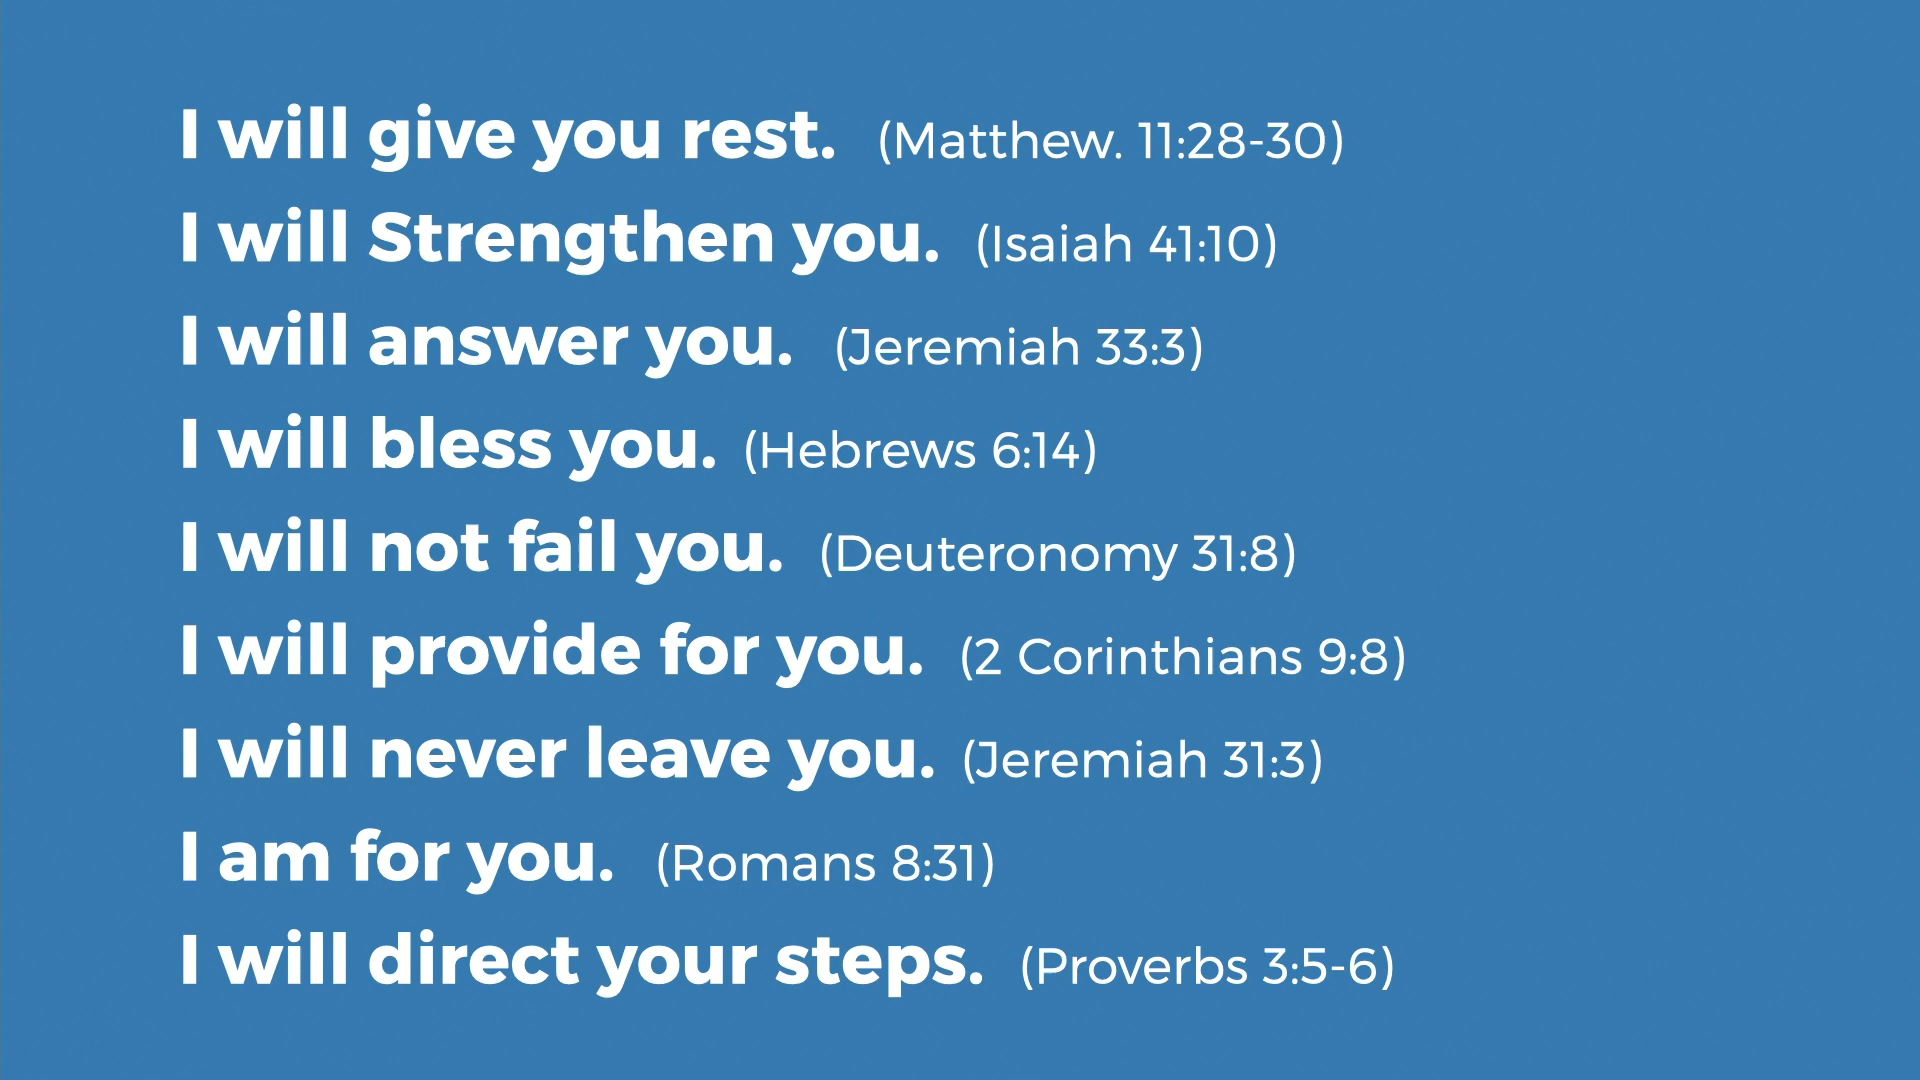 I will give you rest. (Matthew. 11:28-30)
I will Strengthen you. (Isaiah 41:10)
I will answer you. (Jeremiah 33:3)
I will bless you. (Hebrews 6:14)
I will not fail you. (Deuteronomy 31:8)
I will provide for you. (2 Corinthians 9:8)
I will never leave you. (Jeremiah 31:3)
I am for you. (Romans 8:31)
I will direct your steps. (Proverbs 3:5-6)